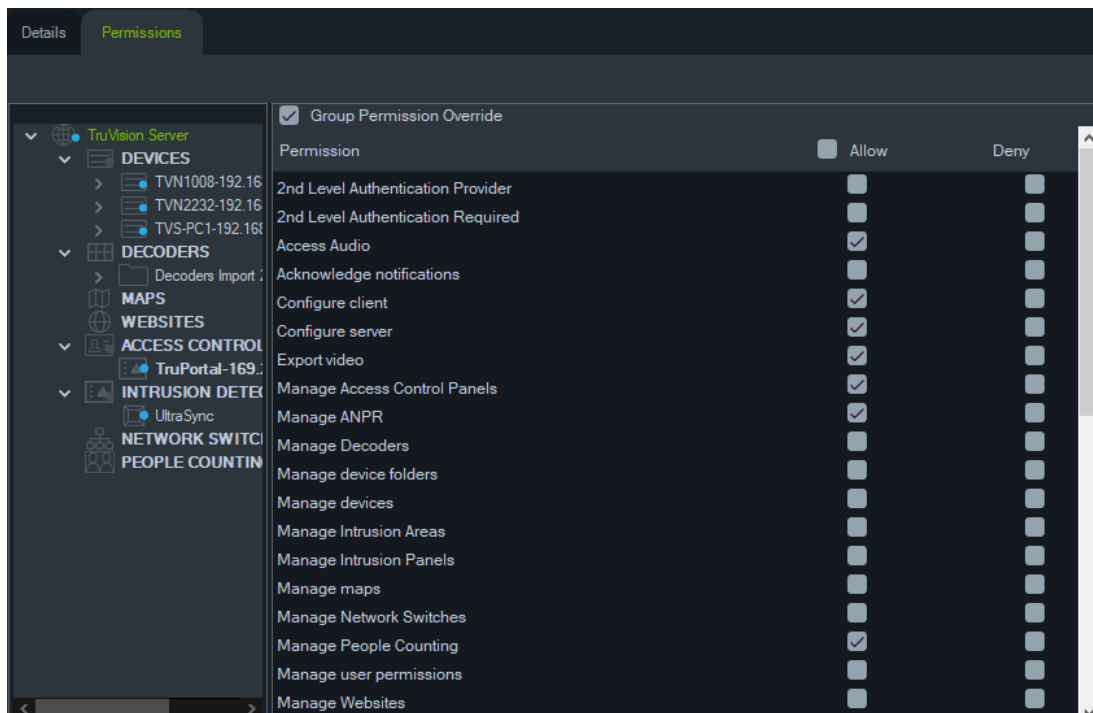 Details Permissions
Group Permission Override
TruVision Server
DEVICES
TVN1008-192.16
TVN2232-192.16
TVS-PC1-192.168
DECODERS
Decoders Import
MAPS
WEBSITES
ACCESS CONTROL
TruPortal-169.
INTRUSION DETE
UltraSync
NETWORK SWITC
PEOPLE COUNTIN
Permission Allow Deny
2nd Level Authentication Provider
2nd Level Authentication Required
Access Audio
Acknowledge notifications
Configure client
Configure server
Export video
Manage Access Control Panels
Manage ANPR
Manage Decoders
Manage device folders
Manage devices
Manage Intrusion Areas
Manage Intrusion Panels
Manage maps
Manage Network Switches
Manage People Counting
Manage user permissions
Manage Websites